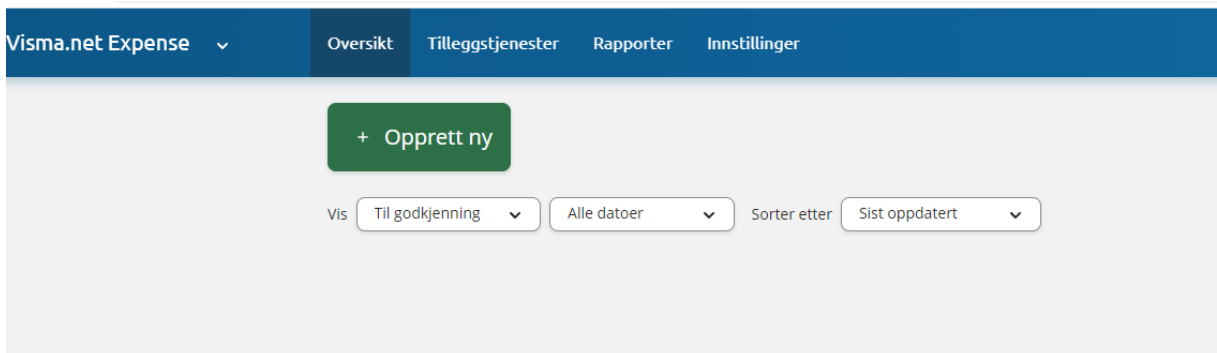 Visma.net Expense Oversikt Tilleggstjenester Rapporter Innstillinger
+ Opprett ny
Vis Til godkjenning Alle datoer Sorter etter Sist oppdatert